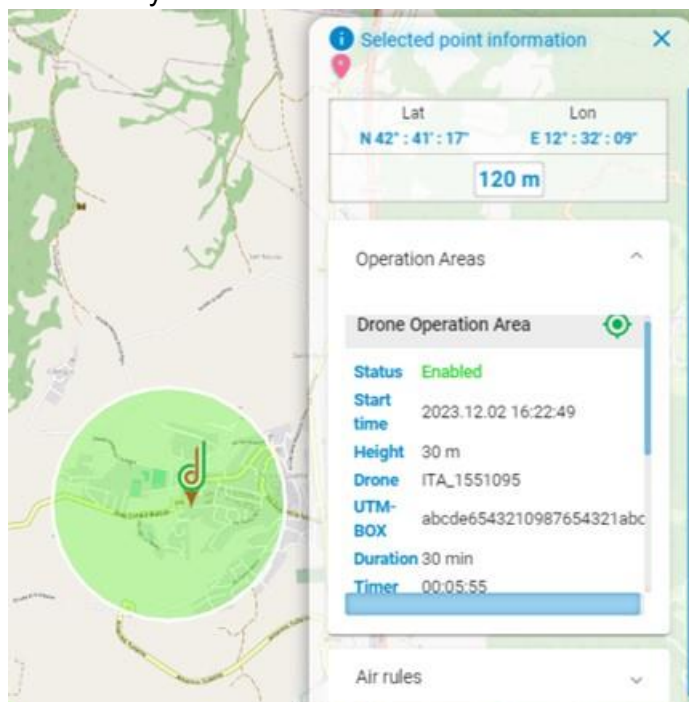 Selected point information
Lat Lon
N 42° : 41' : 17" E 12° : 32' : 09"
120 m
Operation Areas
Drone Operation Area
Status Enabled
Start time 2023.12.02 16:22:49
Height 30 m
Drone ITA_1551095
UTM-BOX abcde6543210987654321abc
Duration 30 min
Timer 00:05:55
Air rules